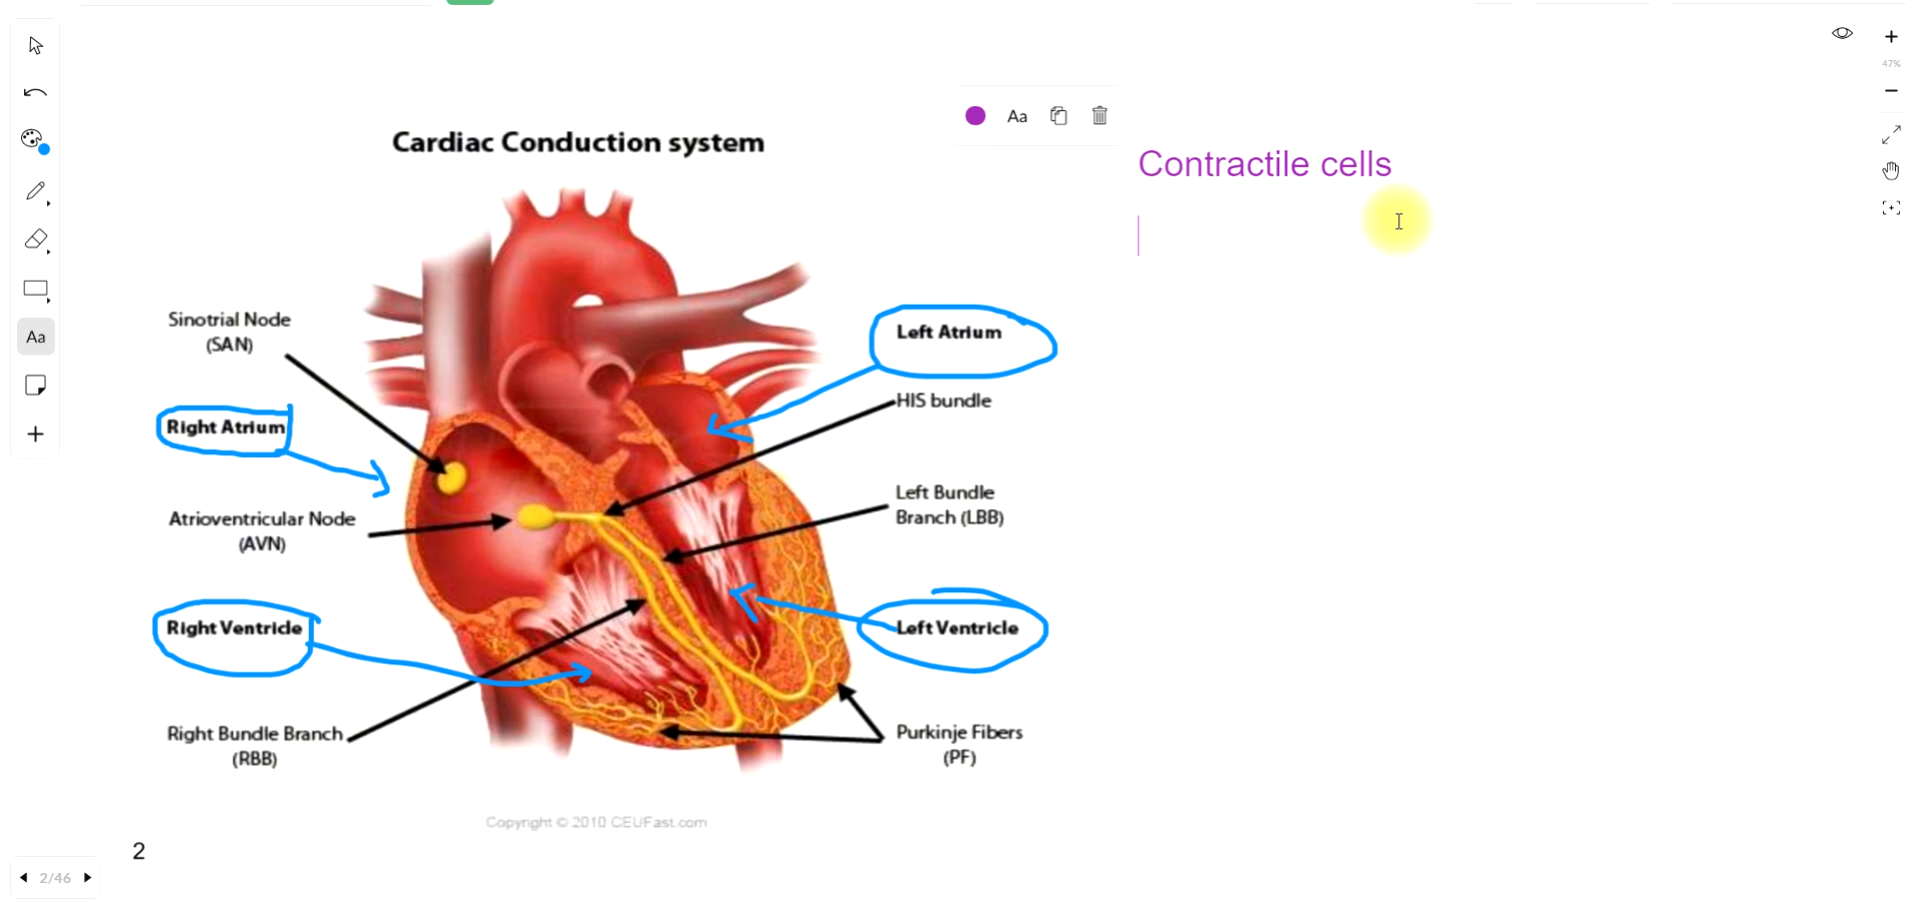 47%
Aa
Cardiac Conduction system
Contractile cells
Sinotrial Node
(SAN)
Left Atrium
Aa
HIS bundle
Right Atrium
Left Bundle
Branch (LBB)
Atrioventricular Node
(AVN)
Right Ventricle
Left Ventricle
Right Bundle Branch
(RBB)
Purkinje Fibers
(PF)
Copyright © 2010 CEUFast.com
2
2/46